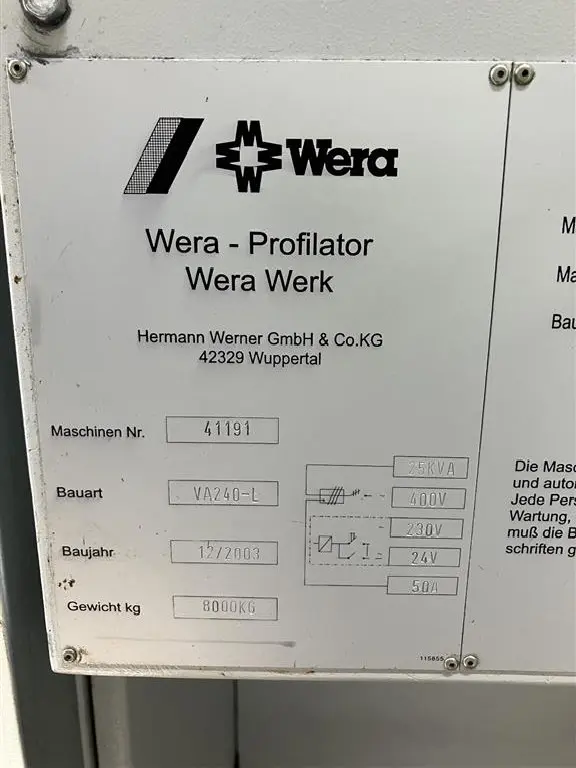 Wera
Wera - Profilator
Wera Werk
Hermann Werner GmbH & Co.KG
42329 Wuppertal
Maschinen Nr. 41191
Bauart VA240-L
Baujahr 12/2003
Gewicht kg 8000KG
25KVA
400V
230V
24V
50A
115855
M
Ma
Bau
Die Masc
und autor
Jede Pers
Wartung,
muß die B
schriften g